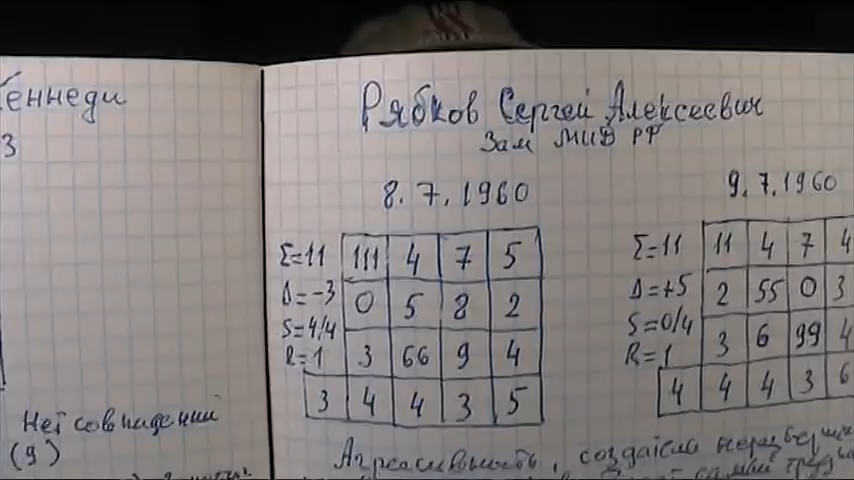 Кеннеди
3
Нет совпадений
(9)
Рябков Сергей Алексеевич
Зам МИД РФ
8.7.1960
Σ=11 111 4 7 5
Δ=-3 0 5 8 2
S=4/4
R=1 3 66 9 4
3 4 4 3 5
9.7.1960
Σ=11 11 4 7 4
Δ=+5 2 55 0 3
S=0/4
R=1 3 6 99 4
4 4 4 3 6
Агрессивность, создатели